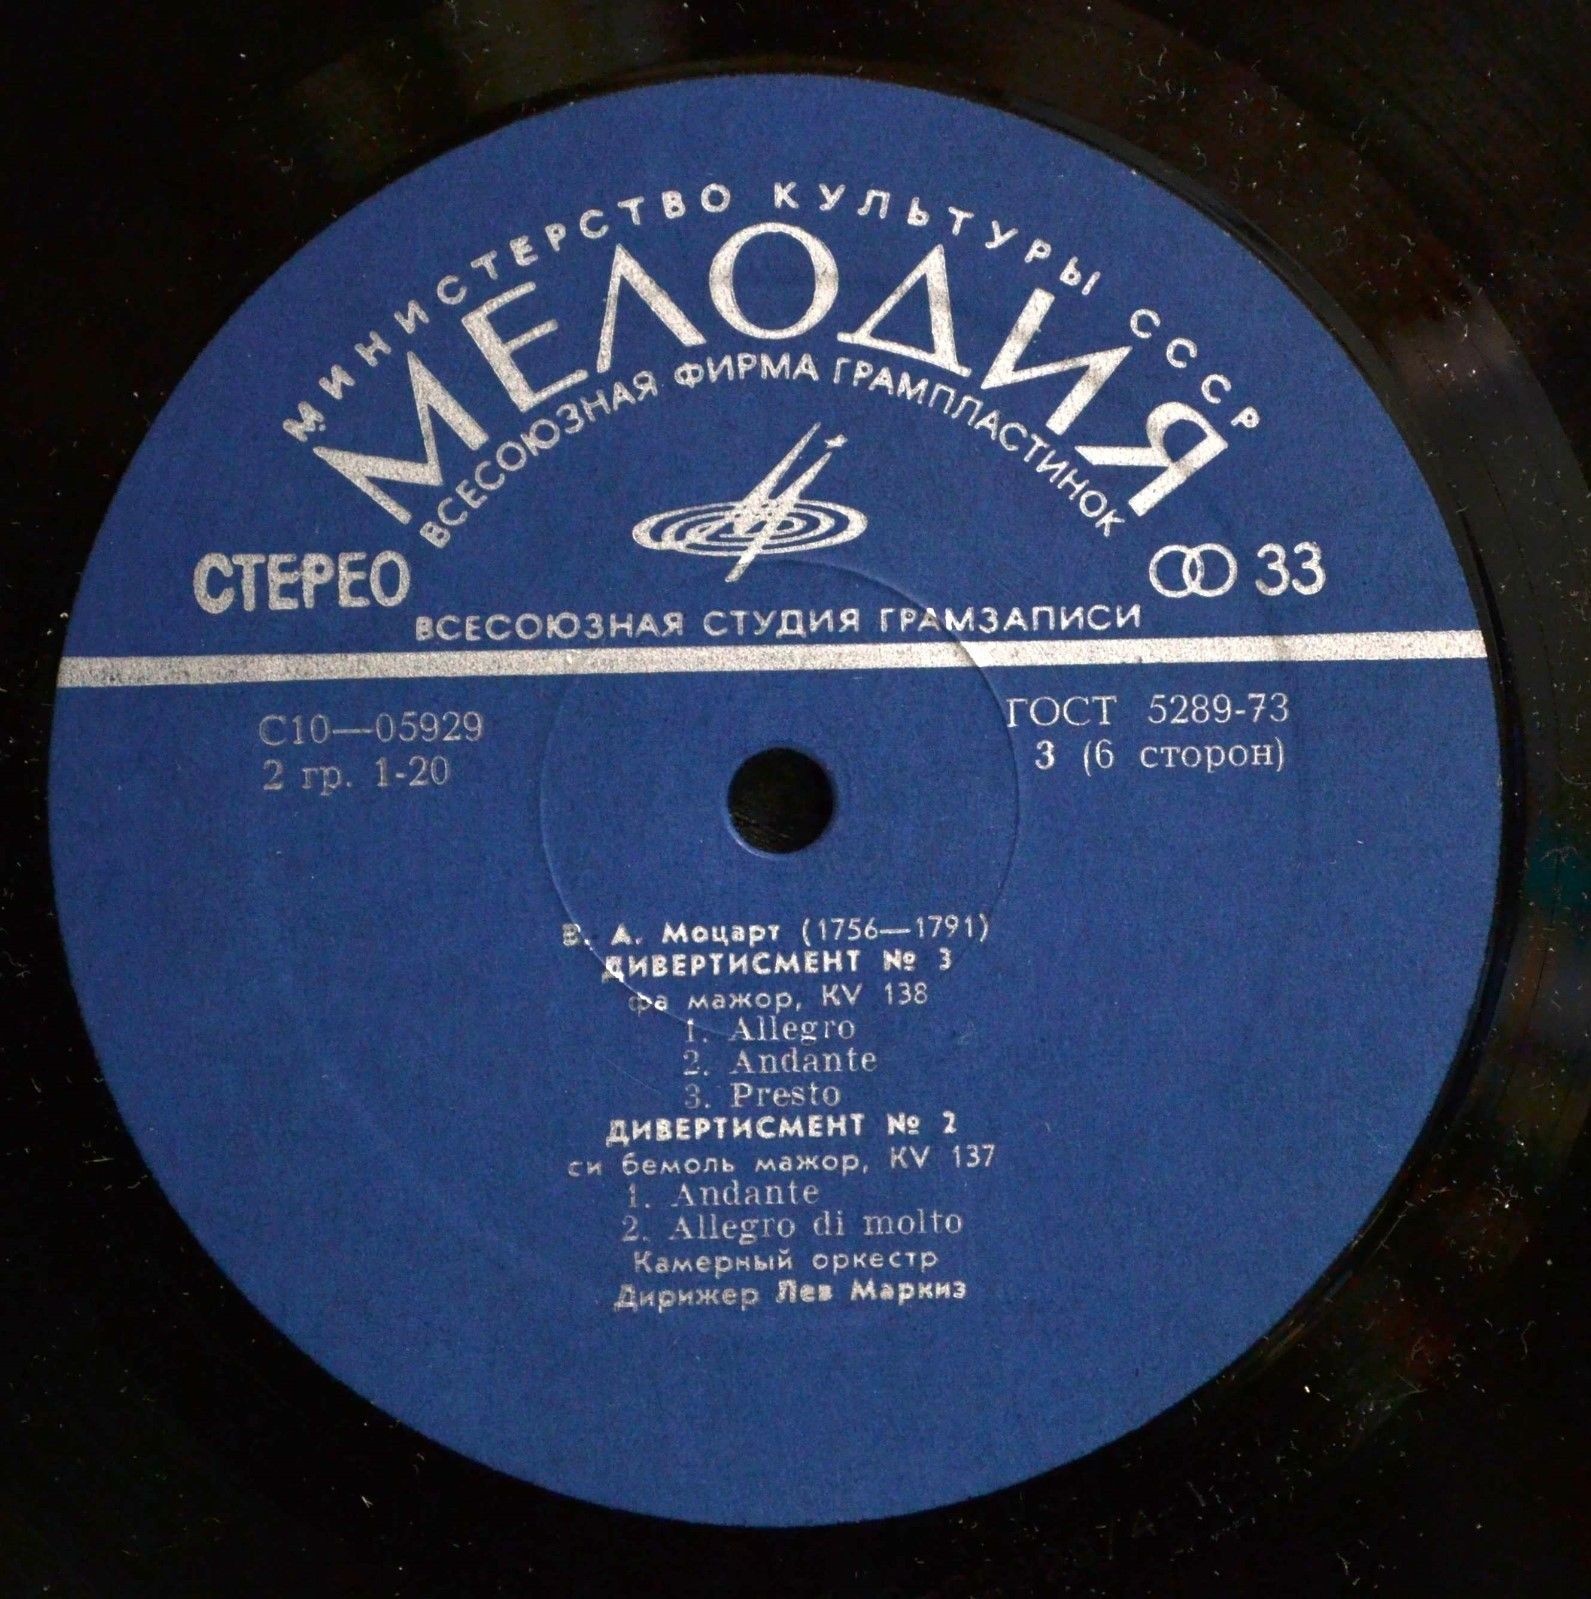 МИНИСТЕРСТВО КУЛЬТУРЫ СССР
МЕЛОДИЯ
ВСЕСОЮЗНАЯ ФИРМА ГРАМПЛАСТИНОК
СТЕРЕО
33
ВСЕСОЮЗНАЯ СТУДИЯ ГРАМЗАПИСИ
С10—05929
2 гр. 1-20
ГОСТ 5289-73
3 (6 сторон)
В. А. Моцарт (1756—1791)
ДИВЕРТИСМЕНТ № 3
фа мажор, KV 138
1. Allegro
2. Andante
3. Presto
ДИВЕРТИСМЕНТ № 2
си бемоль мажор, KV 137
1. Andante
2. Allegro di molto
Камерный оркестр
Дирижер Лев Маркиз